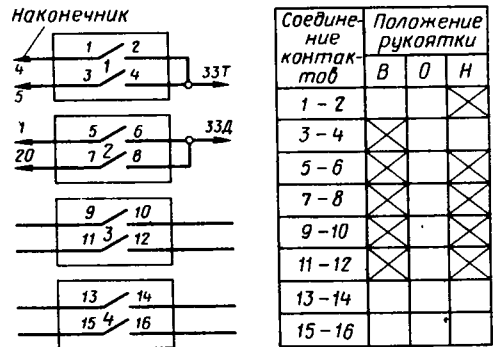 Наконечник
1 2
4
1
3 4
33Т
5
1
5 6
33Д
20
7 2 8
9 10
3
11 12
13 14
15 4 16
Соедине-
ние
контак-
тов
Положение
рукоятки
В О Н
1 – 2
3 – 4
5 – 6
7 – 8
9 – 10
11 – 12
13 – 14
15 – 16